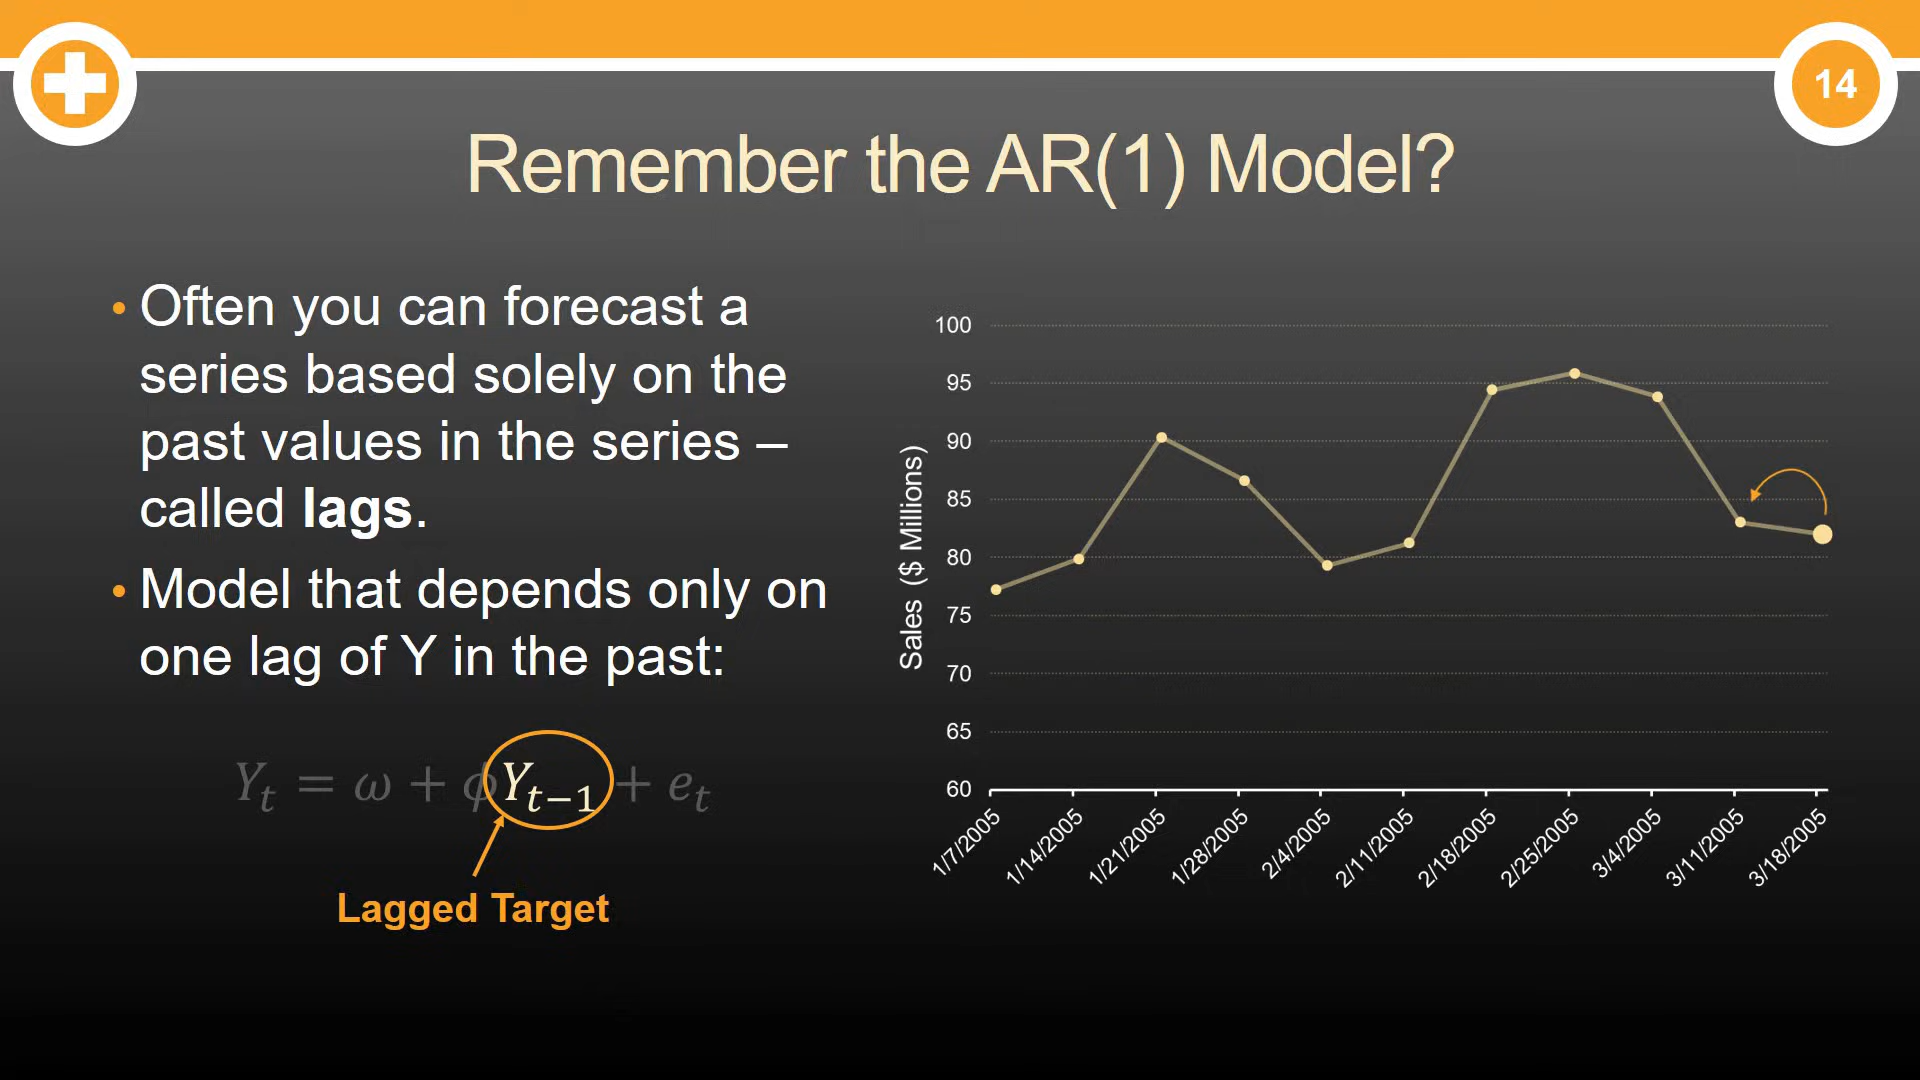 14
Remember the AR(1) Model?
• Often you can forecast a
series based solely on the
past values in the series –
called lags.
• Model that depends only on
one lag of Y in the past:
Yₜ = ω + ϕYₜ₋₁ + eₜ
Lagged Target
Sales ($ Millions)
100
95
90
85
80
75
70
65
60
1/7/2005
1/14/2005
1/21/2005
1/28/2005
2/4/2005
2/11/2005
2/18/2005
2/25/2005
3/4/2005
3/11/2005
3/18/2005